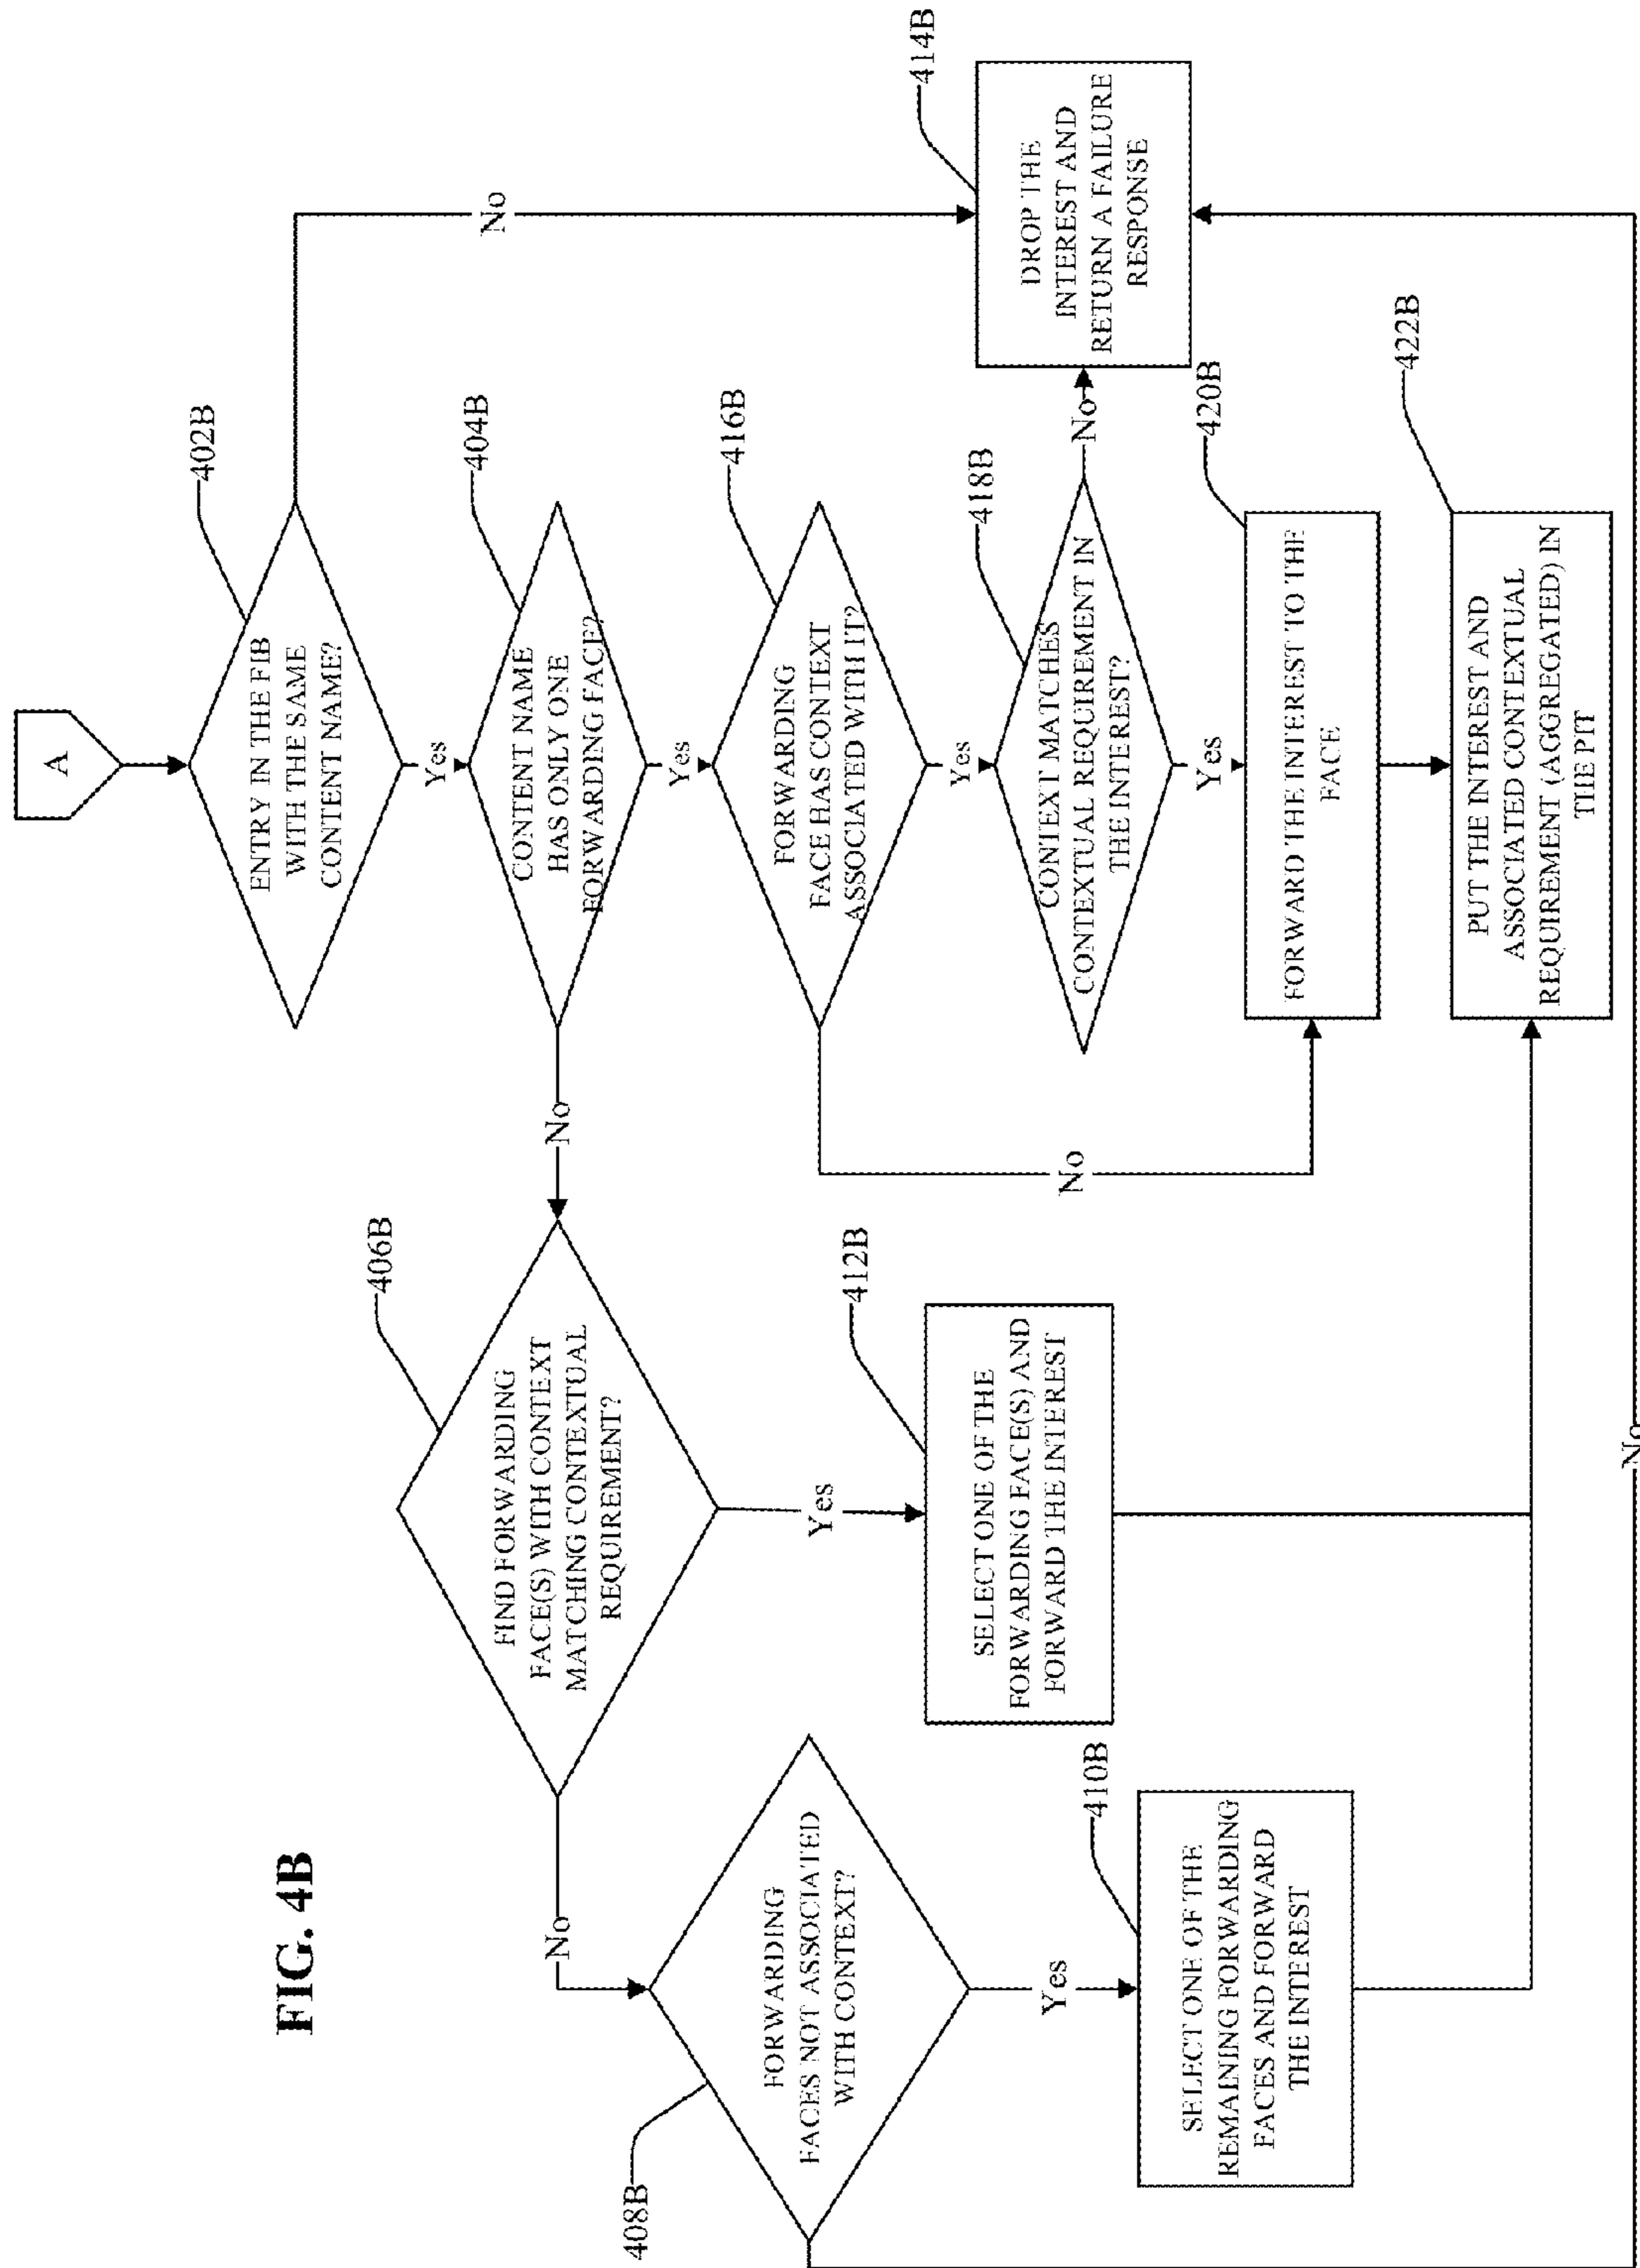 A
402B
ENTRY IN THE FIB
WITH THE SAME
CONTENT NAME?
No
Yes
404B
CONTENT NAME
HAS ONLY ONE
FORWARDING FACE?
No
Yes
416B
FORWARDING
FACE HAS CONTEXT
ASSOCIATED WITH IT?
No
Yes
418B
CONTEXT MATCHES
CONTEXTUAL REQUIREMENT IN
THE INTEREST?
No
Yes
414B
DROP THE
INTEREST AND
RETURN A FAILURE
RESPONSE
420B
FORWARD THE INTEREST TO THE
FACE
422B
PUT THE INTEREST AND
ASSOCIATED CONTEXTUAL
REQUIREMENT (AGGREGATED) IN
THE PIT
406B
FIND FORWARDING
FACE(S) WITH CONTEXT
MATCHING CONTEXTUAL
REQUIREMENT?
No
Yes
412B
SELECT ONE OF THE
FORWARDING FACE(S) AND
FORWARD THE INTEREST
408B
FORWARDING
FACES NOT ASSOCIATED
WITH CONTEXT?
Yes
No
410B
SELECT ONE OF THE
REMAINING FORWARDING
FACES AND FORWARD
THE INTEREST
FIG. 4B